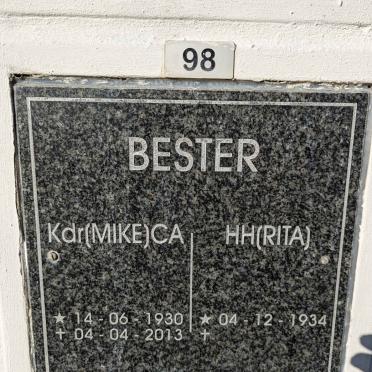 98
BESTER
Kdr(MIKE)CA HH(RITA)
★ 14 - 06 - 1930 ★ 04 - 12 - 1934
✝ 04 - 04 - 2013 ✝